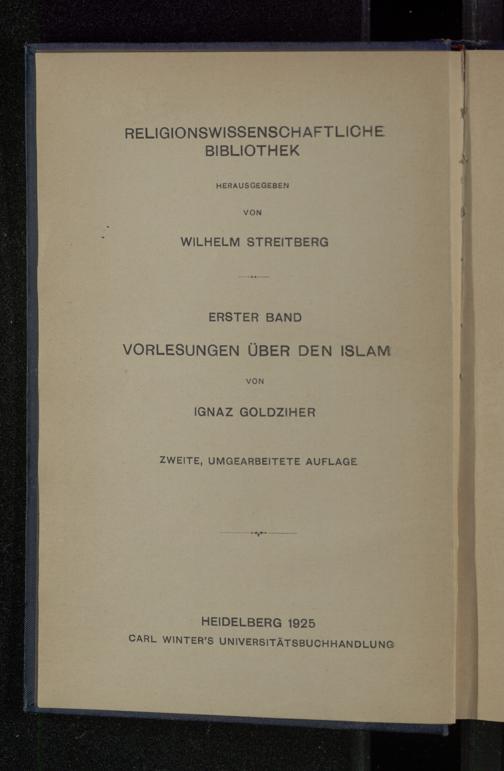 RELIGIONSWISSENSCHAFTLICHE
BIBLIOTHEK
HERAUSGEGEBEN
VON
WILHELM STREITBERG
ERSTER BAND
VORLESUNGEN ÜBER DEN ISLAM
VON
IGNAZ GOLDZIHER
ZWEITE, UMGEARBEITETE AUFLAGE
HEIDELBERG 1925
CARL WINTER'S UNIVERSITÄTSBUCHHANDLUNG